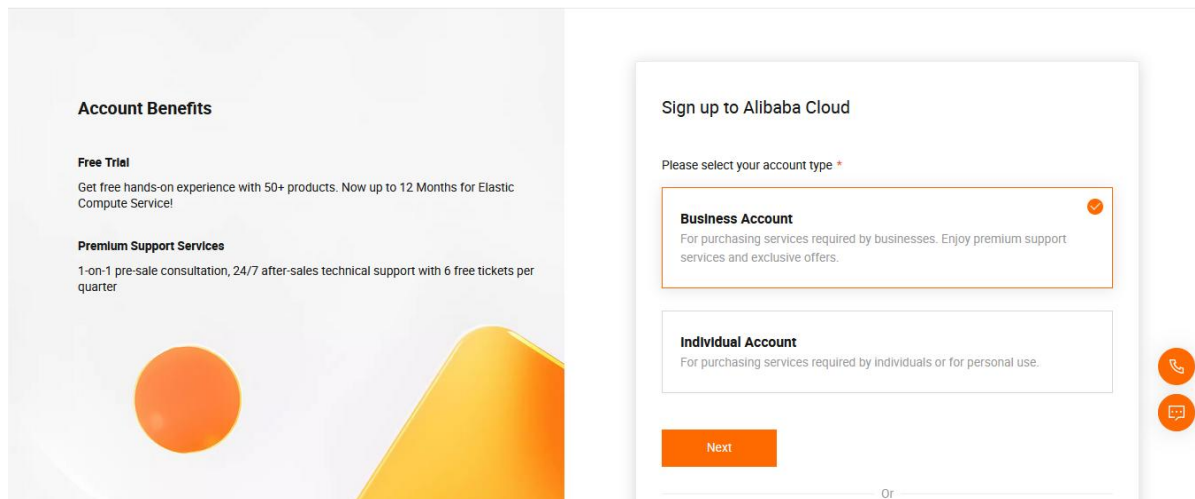 Account Benefits
Free Trial
Get free hands-on experience with 50+ products. Now up to 12 Months for Elastic
Compute Service!
Premium Support Services
1-on-1 pre-sale consultation, 24/7 after-sales technical support with 6 free tickets per
quarter
Sign up to Alibaba Cloud
Please select your account type *
Business Account
For purchasing services required by businesses. Enjoy premium support
services and exclusive offers.
Individual Account
For purchasing services required by individuals or for personal use.
Next
Or